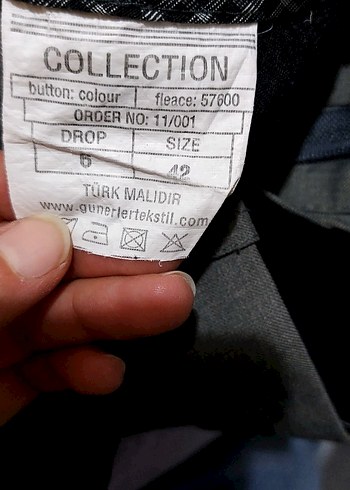 COLLECTION
button: colour fleace: 57600
ORDER NO: 11/001
DROP SIZE
6 42
TÜRK MALIDIR
www.gunerlertekstil.com